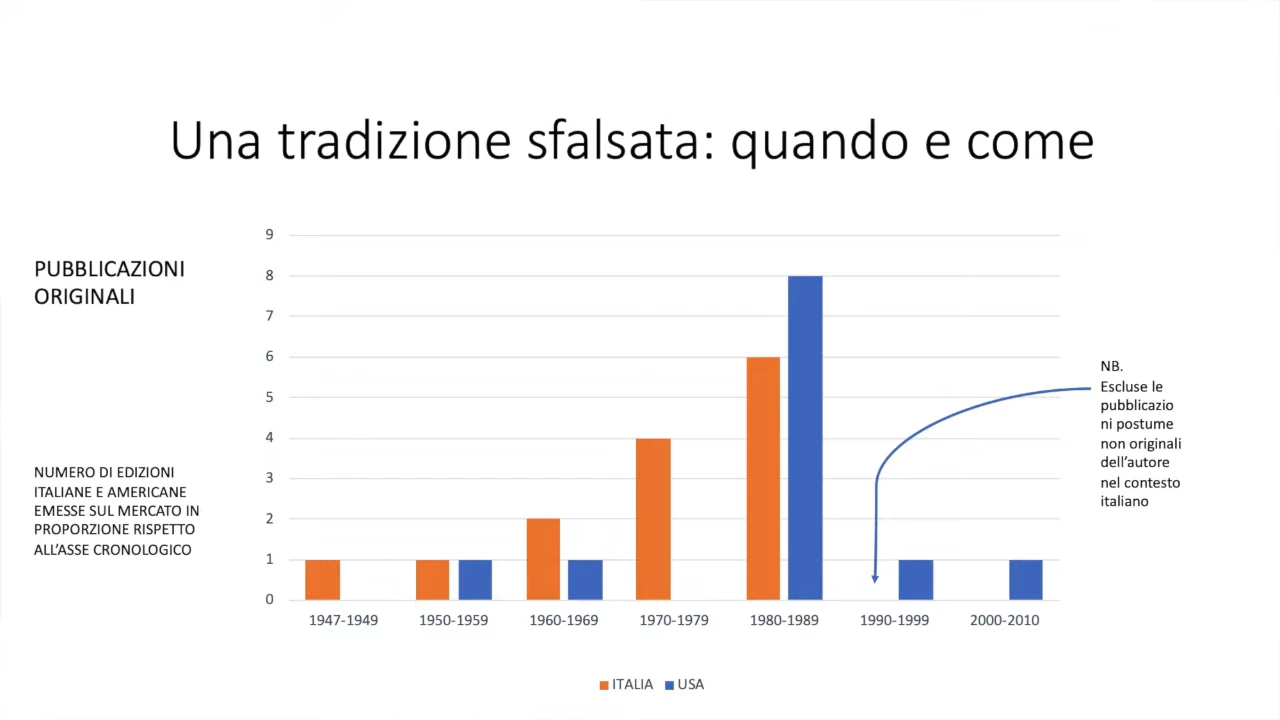 Una tradizione sfalsata: quando e come
PUBBLICAZIONI
ORIGINALI
NUMERO DI EDIZIONI
ITALIANE E AMERICANE
EMESSE SUL MERCATO IN
PROPORZIONE RISPETTO
ALL'ASSE CRONOLOGICO
9
8
7
6
5
4
3
2
1
0
1947-1949 1950-1959 1960-1969 1970-1979 1980-1989 1990-1999 2000-2010
ITALIA USA
NB.
Escluse le
pubblicazio
ni postume
non originali
dell'autore
nel contesto
italiano